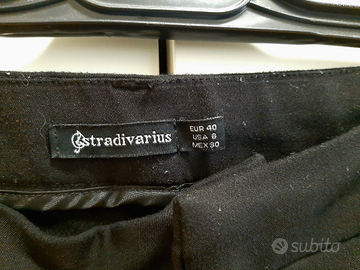 stradivarius
EUR 40
USA 8
MEX 30
subito